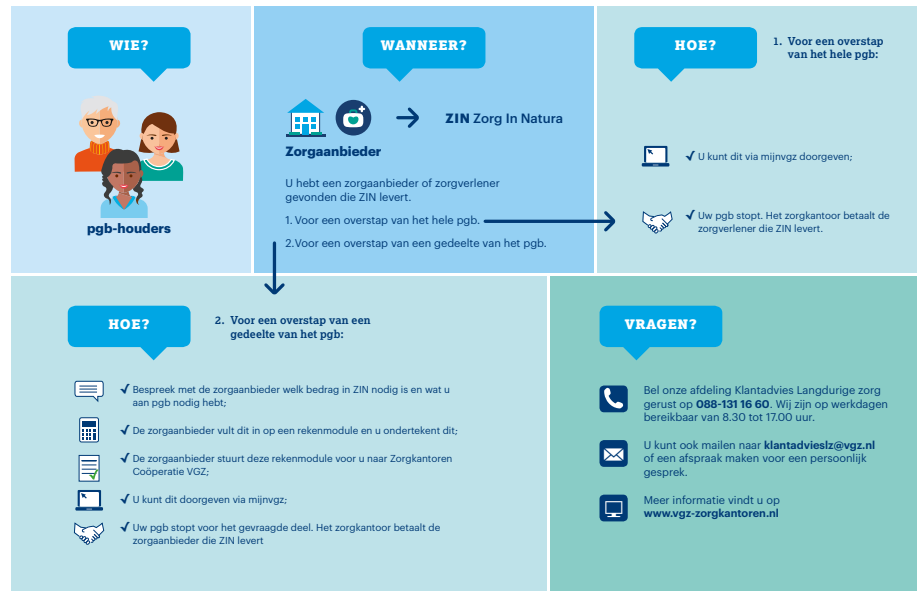 WIE?
pgb-houders
WANNEER?
ZIN Zorg In Natura
Zorgaanbieder
U hebt een zorgaanbieder of zorgverlener
gevonden die ZIN levert.
1. Voor een overstap van het hele pgb.
2.Voor een overstap van een gedeelte van het pgb.
HOE?
1. Voor een overstap
van het hele pgb:
✓ U kunt dit via mijnvgz doorgeven;
✓ Uw pgb stopt. Het zorgkantoor betaalt de
zorgverlener die ZIN levert.
HOE?
2. Voor een overstap van een
gedeelte van het pgb:
✓ Bespreek met de zorgaanbieder welk bedrag in ZIN nodig is en wat u
aan pgb nodig hebt;
✓ De zorgaanbieder vult dit in op een rekenmodule en u ondertekent dit;
✓ De zorgaanbieder stuurt deze rekenmodule voor u naar Zorgkantoren
Coöperatie VGZ;
✓ U kunt dit doorgeven via mijnvgz;
✓ Uw pgb stopt voor het gevraagde deel. Het zorgkantoor betaalt de
zorgaanbieder die ZIN levert
VRAGEN?
Bel onze afdeling Klantadvies Langdurige zorg
gerust op 088-131 16 60. Wij zijn op werkdagen
bereikbaar van 8.30 tot 17.00 uur.
U kunt ook mailen naar klantadvieslz@vgz.nl
of een afspraak maken voor een persoonlijk
gesprek.
Meer informatie vindt u op
www.vgz-zorgkantoren.nl